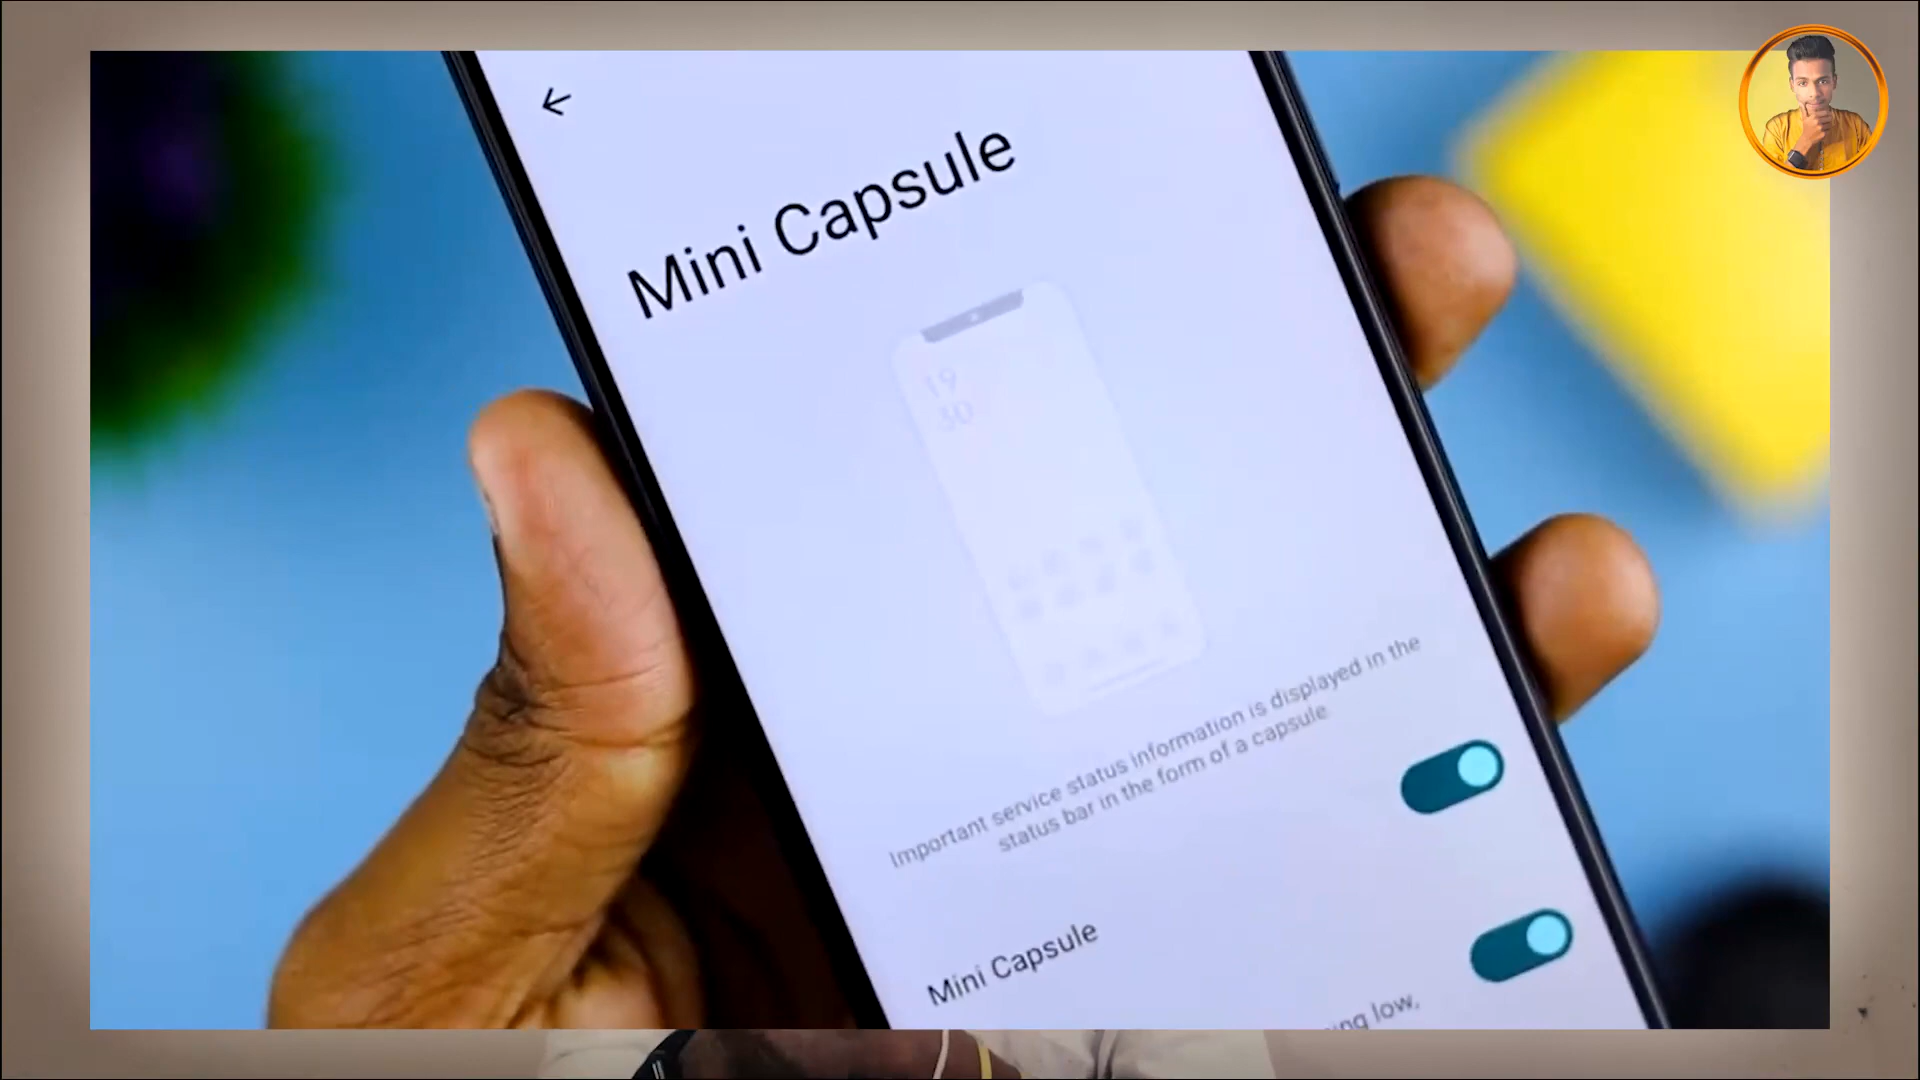 Mini Capsule
19
30
Important service status information is displayed in the
status bar in the form of a capsule
Mini Capsule
low,